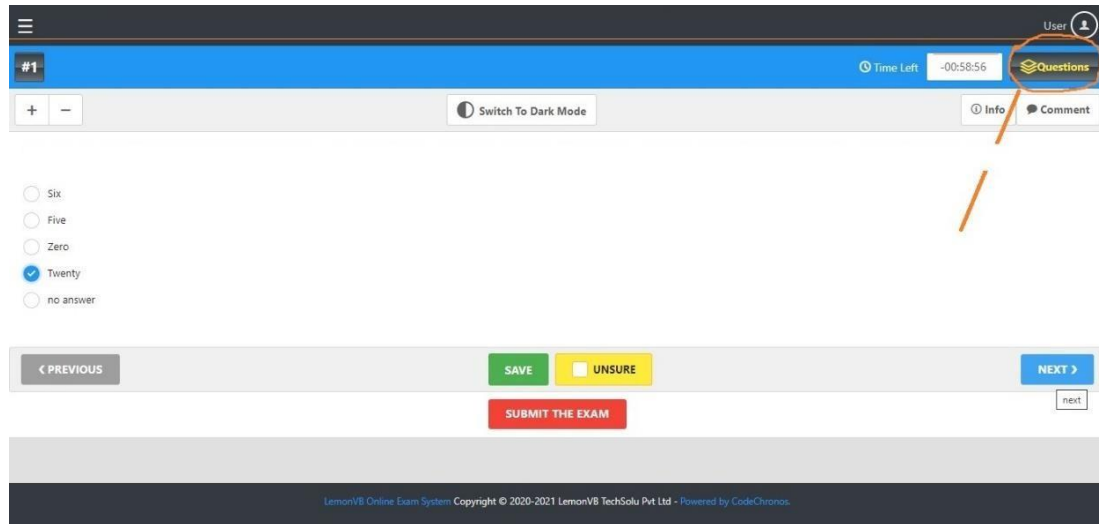 User
#1
Time Left -00:58:56 Questions
+ − Switch To Dark Mode Info Comment
Six
Five
Zero
Twenty
no answer
PREVIOUS SAVE UNSURE NEXT
next
SUBMIT THE EXAM
LemonVB Online Exam System Copyright © 2020-2021 LemonVB TechSolu Pvt Ltd - Powered by CodeChronos.